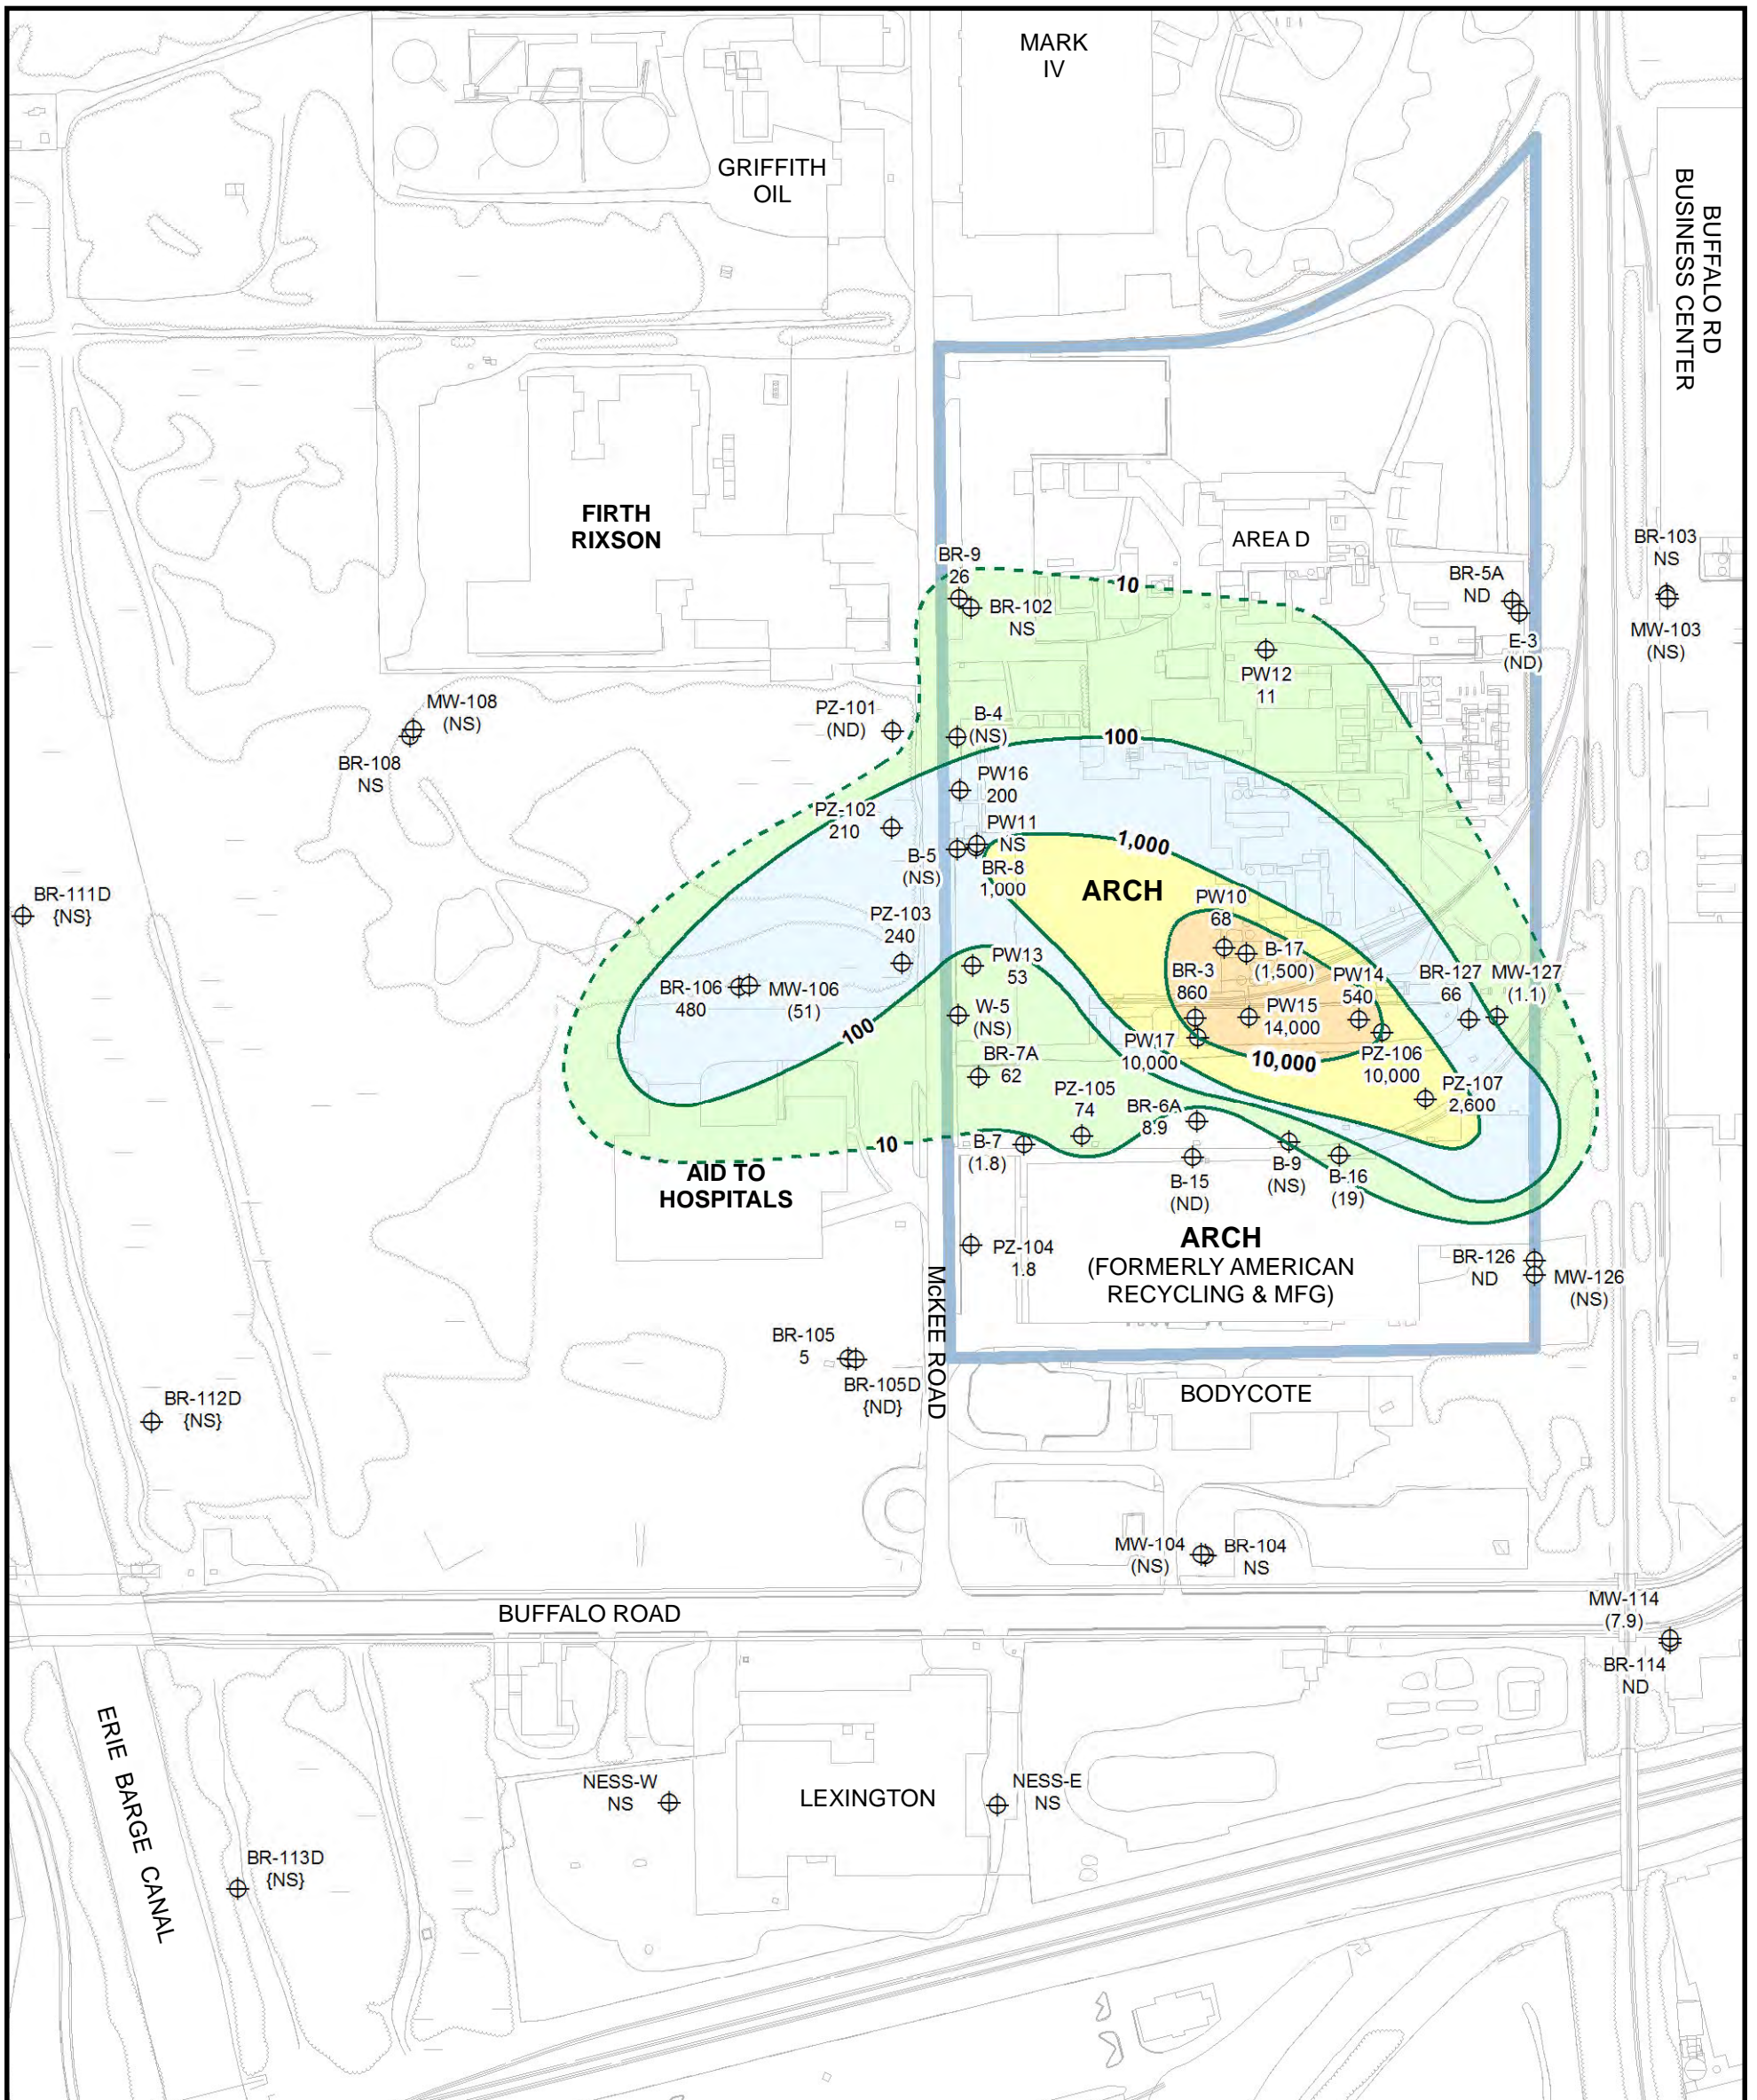 MARK
IV
GRIFFITH
OIL
BUFFALO RD
BUSINESS CENTER
FIRTH
RIXSON
AREA D
BR-103
NS
MW-103
(NS)
BR-5A
ND
E-3
(ND)
BR-9
26
10
BR-102
NS
PW12
11
MW-108
(NS)
BR-108
NS
PZ-101
(ND)
B-4
(NS)
100
PW16
200
PZ-102
210
PW11
NS
B-5
(NS)
BR-8
1,000
1,000
ARCH
PW10
68
B-17
(1,500)
BR-111D
{NS}
PZ-103
240
PW13
53
BR-3
860
PW14
540
BR-127
66
MW-127
(1.1)
BR-106
480
MW-106
(51)
W-5
(NS)
PW15
14,000
100
PW17
10,000
10,000
PZ-106
10,000
BR-7A
62
PZ-107
2,600
PZ-105
74
BR-6A
8.9
10
B-7
(1.8)
B-15
(ND)
B-9
(NS)
B-16
(19)
AID TO
HOSPITALS
PZ-104
1.8
ARCH
(FORMERLY AMERICAN
RECYCLING & MFG)
BR-126
ND
MW-126
(NS)
McKEE ROAD
BR-105
5
BR-105D
{ND}
BODYCOTE
BR-112D
{NS}
MW-104
(NS)
BR-104
NS
BUFFALO ROAD
MW-114
(7.9)
BR-114
ND
ERIE BARGE CANAL
NESS-W
NS
LEXINGTON
NESS-E
NS
BR-113D
{NS}